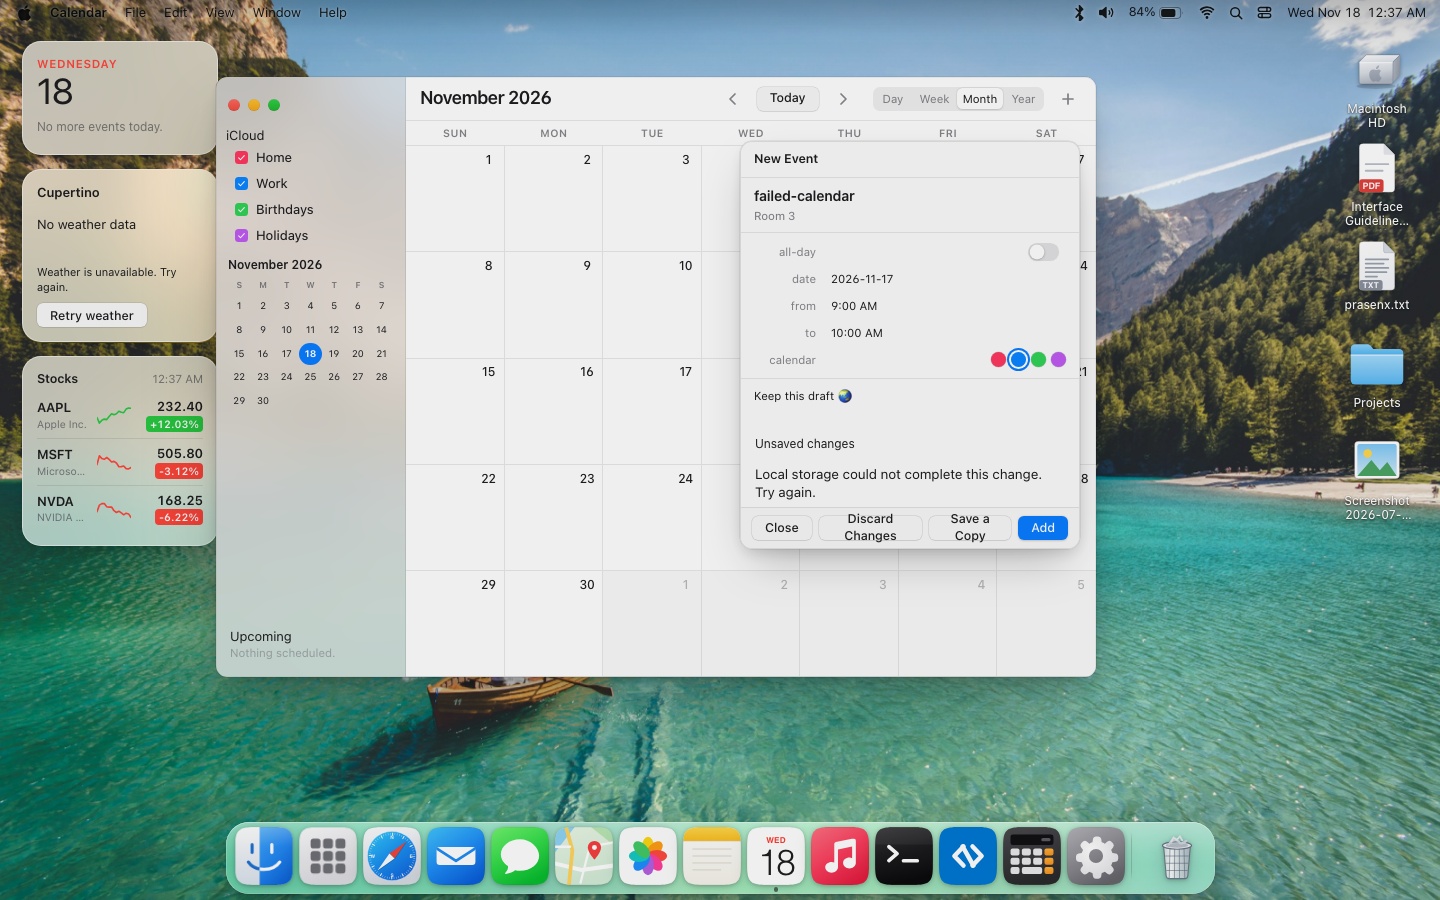 Calendar File Edit View Window Help
84%
Wed Nov 18 12:37 AM
WEDNESDAY
18
No more events today.
Cupertino
No weather data
Weather is unavailable. Try
again.
Retry weather
Stocks 12:37 AM
AAPL 232.40
Apple Inc. +12.03%
MSFT 505.80
Microso... -3.12%
NVDA 168.25
NVIDIA ... -6.22%
iCloud
Home
Work
Birthdays
Holidays
November 2026
S M T W T F S
1 2 3 4 5 6 7
8 9 10 11 12 13 14
15 16 17 18 19 20 21
22 23 24 25 26 27 28
29 30
Upcoming
Nothing scheduled.
November 2026
Today
Day Week Month Year
SUN MON TUE WED THU FRI SAT
1 2 3 7
8 9 10 4
15 16 17 21
22 23 24 8
29 30 1 2 3 4 5
New Event
failed-calendar
Room 3
all-day
date 2026-11-17
from 9:00 AM
to 10:00 AM
calendar
Keep this draft 🌏
Unsaved changes
Local storage could not complete this change.
Try again.
Close
Discard
Changes
Save a
Copy
Add
Macintosh
HD
PDF
Interface
Guideline...
TXT
prasenx.txt
Projects
Screenshot
2026-07-...
11
WED
18